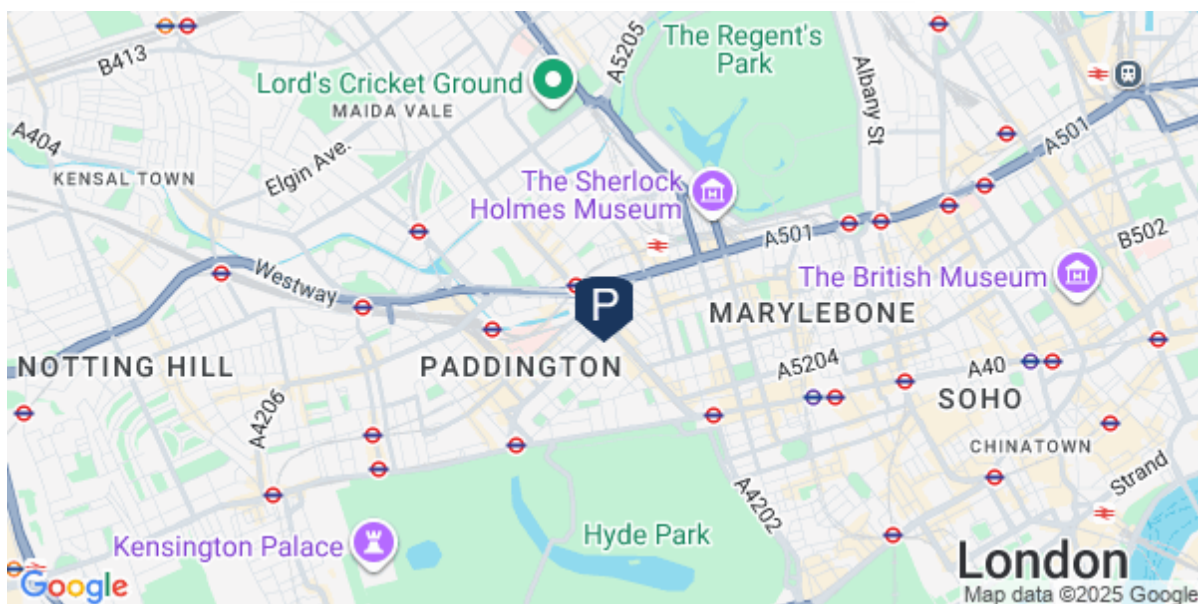 The Regent's
Park
A5205
B413
Lord's Cricket Ground
MAIDA VALE
Albany St
A404
Elgin Ave.
A501
KENSAL TOWN
The Sherlock
Holmes Museum
A501
B502
Westway
The British Museum
P
MARYLEBONE
NOTTING HILL
PADDINGTON
A5204
A40
SOHO
A4206
CHINATOWN
Strand
A4202
Kensington Palace
Hyde Park
London
Google
Map data ©2025 Google